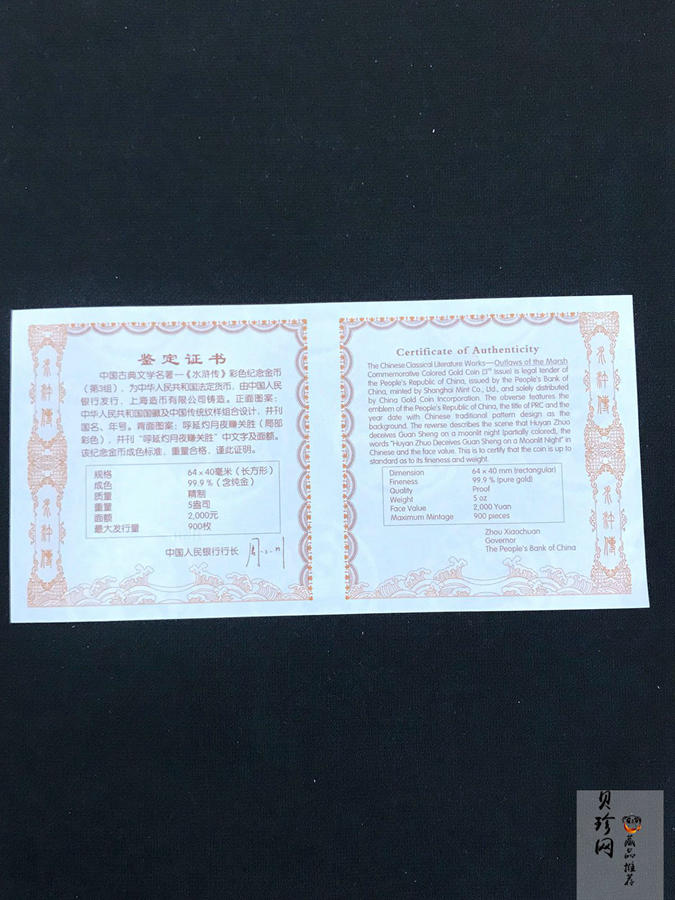 水浒传
水浒传
鉴定证书
中国古典文学名著—《水浒传》彩色纪念金币
（第3组），为中华人民共和国法定货币，由中国人民
银行发行，上海造币有限公司铸造。正面图案：
中华人民共和国国徽及中国传统纹样组合设计，并刊
国名、年号。背面图案：呼延灼月夜赚关胜（局部
彩色），并刊“呼延灼月夜赚关胜”中文字及面额。
该纪念金币成色标准，重量合格，谨此证明。
规格 64×40毫米（长方形）
成色 99.9%（含纯金）
质量 精制
重量 5盎司
面额 2,000元
最大发行量 900枚
中国人民银行行长
Certificate of Authenticity
The Chinese Classical Literature Works—Outlaws of the Marsh
Commemorative Colored Gold Coin (3rd Issue) is legal tender of
the People's Republic of China, issued by the People's Bank of
China, minted by Shanghai Mint Co., Ltd., and solely distributed
by China Gold Coin Incorporation. The obverse features the
emblem of the People's Republic of China, the title of PRC and the
year date with Chinese traditional pattern design as the
background. The reverse describes the scene that Huyan Zhuo
deceives Guan Sheng on a moonlit night (partially colored), the
words "Huyan Zhuo Deceives Guan Sheng on a Moonlit Night" in
Chinese and the face value. This is to certify that the coin is up to
standard as to its fineness and weight.
Dimension 64×40 mm (rectangular)
Fineness 99.9% (pure gold)
Quality Proof
Weight 5 oz
Face Value 2,000 Yuan
Maximum Mintage 900 pieces
Zhou Xiaochuan
Governor
The People's Bank of China
水浒传
水浒传
贝珍网
藏品推荐